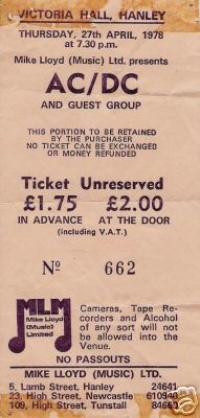 VICTORIA HALL, HANLEY
THURSDAY, 27th APRIL, 1978
at 7.30 p.m.
Mike Lloyd (Music) Ltd. presents
AC/DC
AND GUEST GROUP
THIS PORTION TO BE RETAINED
BY THE PURCHASER
NO TICKET CAN BE EXCHANGED
OR MONEY REFUNDED
Ticket Unreserved
£1.75 £2.00
IN ADVANCE AT THE DOOR
(including V.A.T.)
No 662
MLM
Mike Lloyd
(Music)
Limited
Cameras, Tape Re-
corders and Alcohol
of any sort will not
be allowed into the
Venue.
NO PASSOUTS
MIKE LLOYD (MUSIC) LTD.
5, Lamb Street, Hanley 24641
23, High Street, Newcastle 610940
109, High Street, Tunstall